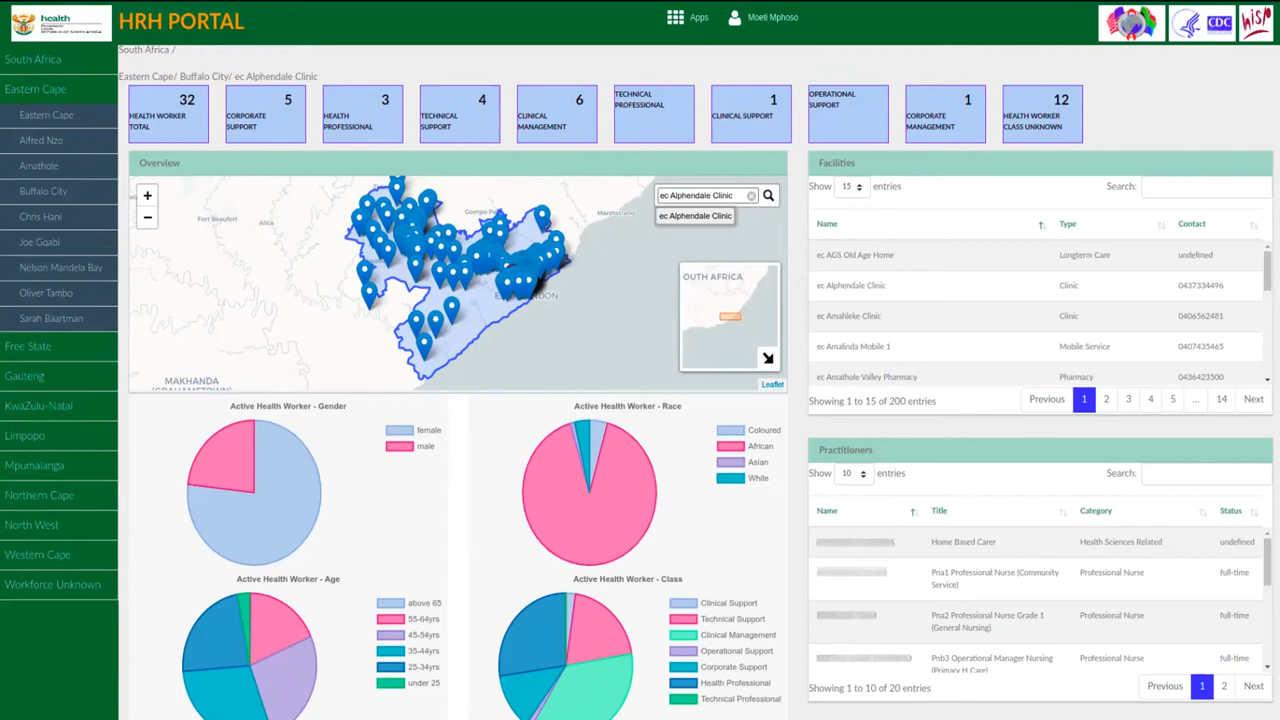 health
REPUBLIC OF SOUTH AFRICA
HRH PORTAL
Apps
Moeti Mphoso
CDC
hisp
South Africa
Eastern Cape
Eastern Cape
Alfred Nzo
Amathole
Buffalo City
Chris Hani
Joe Gqabi
Nelson Mandela Bay
Oliver Tambo
Sarah Baartman
Free State
Gauteng
KwaZulu-Natal
Limpopo
Mpumalanga
Northern Cape
North West
Western Cape
Workforce Unknown
South Africa /
Eastern Cape/ Buffalo City/ ec Alphendale Clinic
32
HEALTH WORKER
TOTAL
5
CORPORATE
SUPPORT
3
HEALTH
PROFESSIONAL
4
TECHNICAL
SUPPORT
6
CLINICAL
MANAGEMENT
TECHNICAL
PROFESSIONAL
1
CLINICAL SUPPORT
OPERATIONAL
SUPPORT
1
CORPORATE
MANAGEMENT
12
HEALTH WORKER
CLASS UNKNOWN
Overview
+
−
Fort Beaufort
Alice
Marshstrand
MAKHANDA
(GRAHAMSTOWN)
ec Alphendale Clinic
ec Alphendale Clinic
OUTH AFRICA
Leaflet
Active Health Worker - Gender
female
male
Active Health Worker - Race
Coloured
African
Asian
White
Active Health Worker - Age
above 65
55-64yrs
45-54yrs
35-44yrs
25-34yrs
under 25
Active Health Worker - Class
Clinical Support
Technical Support
Clinical Management
Operational Support
Corporate Support
Health Professional
Technical Professional
Facilities
Show 15 entries
Search:
Name Type Contact
ec AGS Old Age Home Longterm Care undefined
ec Alphendale Clinic Clinic 0437334496
ec Amahleke Clinic Clinic 0406562481
ec Amalinda Mobile 1 Mobile Service 0407435465
ec Amathole Valley Pharmacy Pharmacy 0436423500
Showing 1 to 15 of 200 entries
Previous 1 2 3 4 5 ... 14 Next
Practitioners
Show 10 entries
Search:
Name Title Category Status
Home Based Carer Health Sciences Related undefined
Pna1 Professional Nurse (Community
Service) Professional Nurse full-time
Pna2 Professional Nurse Grade 1
(General Nursing) Professional Nurse full-time
Pnb3 Operational Manager Nursing
(Primary H Care) Professional Nurse full-time
Showing 1 to 10 of 20 entries
Previous 1 2 Next